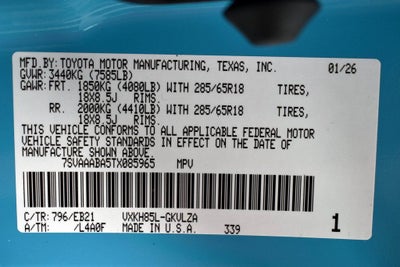 MFD.BY:TOYOTA MOTOR MANUFACTURING, TEXAS, INC. 01/26
GVWR: 3440KG (7585LB)
GAWR:FRT. 1850KG (4080LB) WITH 285/65R18 TIRES,
18X8.5J RIMS.
RR. 2000KG (4410LB) WITH 285/65R18 TIRES,
18X8.5J RIMS.
THIS VEHICLE CONFORMS TO ALL APPLICABLE FEDERAL MOTOR
VEHICLE SAFETY STANDARDS IN EFFECT ON THE DATE OF
MANUFACTURE SHOWN ABOVE.
7SVAAABA5TX085965 MPV
C/TR: 796/EB21 VXKH85L-GKVLZA
A/TM: /L4A0F MADE IN U.S.A. 339 1